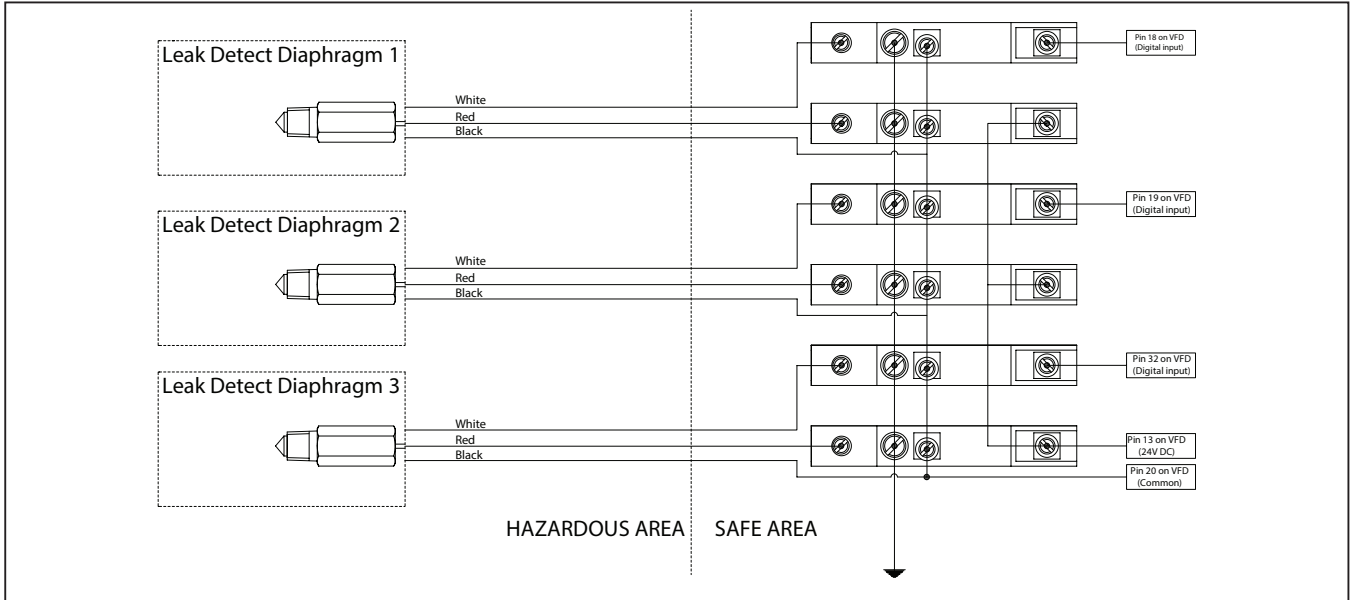 Leak Detect Diaphragm 1
White
Red
Black
Pin 18 on VFD
(Digital input)
Leak Detect Diaphragm 2
White
Red
Black
Pin 19 on VFD
(Digital input)
Leak Detect Diaphragm 3
White
Red
Black
Pin 32 on VFD
(Digital input)
Pin 13 on VFD
(24V DC)
Pin 20 on VFD
(Common)
HAZARDOUS AREA
SAFE AREA